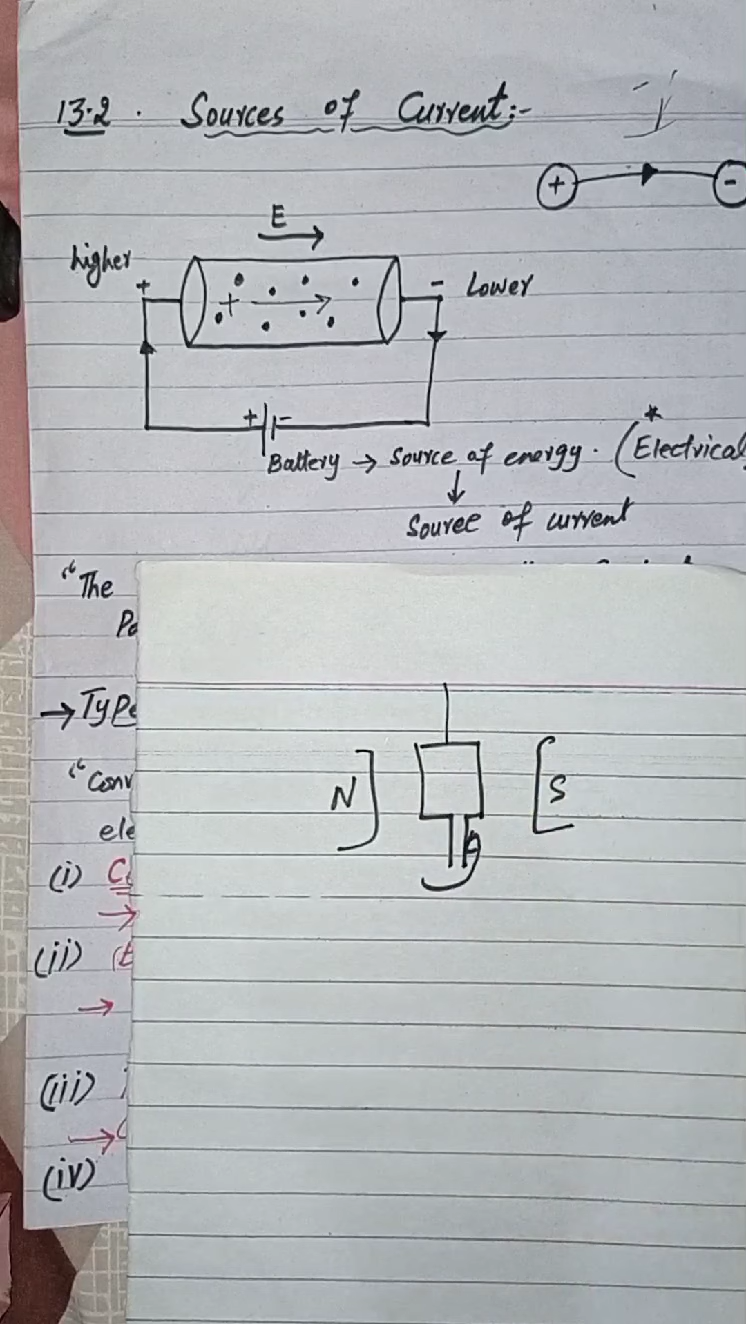 13.2. Sources of Current:-
I
+ -
E
higher
+ - Lower
+
+ -
Battery → Source of energy. (Electrical
*
↓
Source of current
"The
→ Type
"Conv
ele
(i)
→
(ii)
→
(iii)
→
(iv)
N S